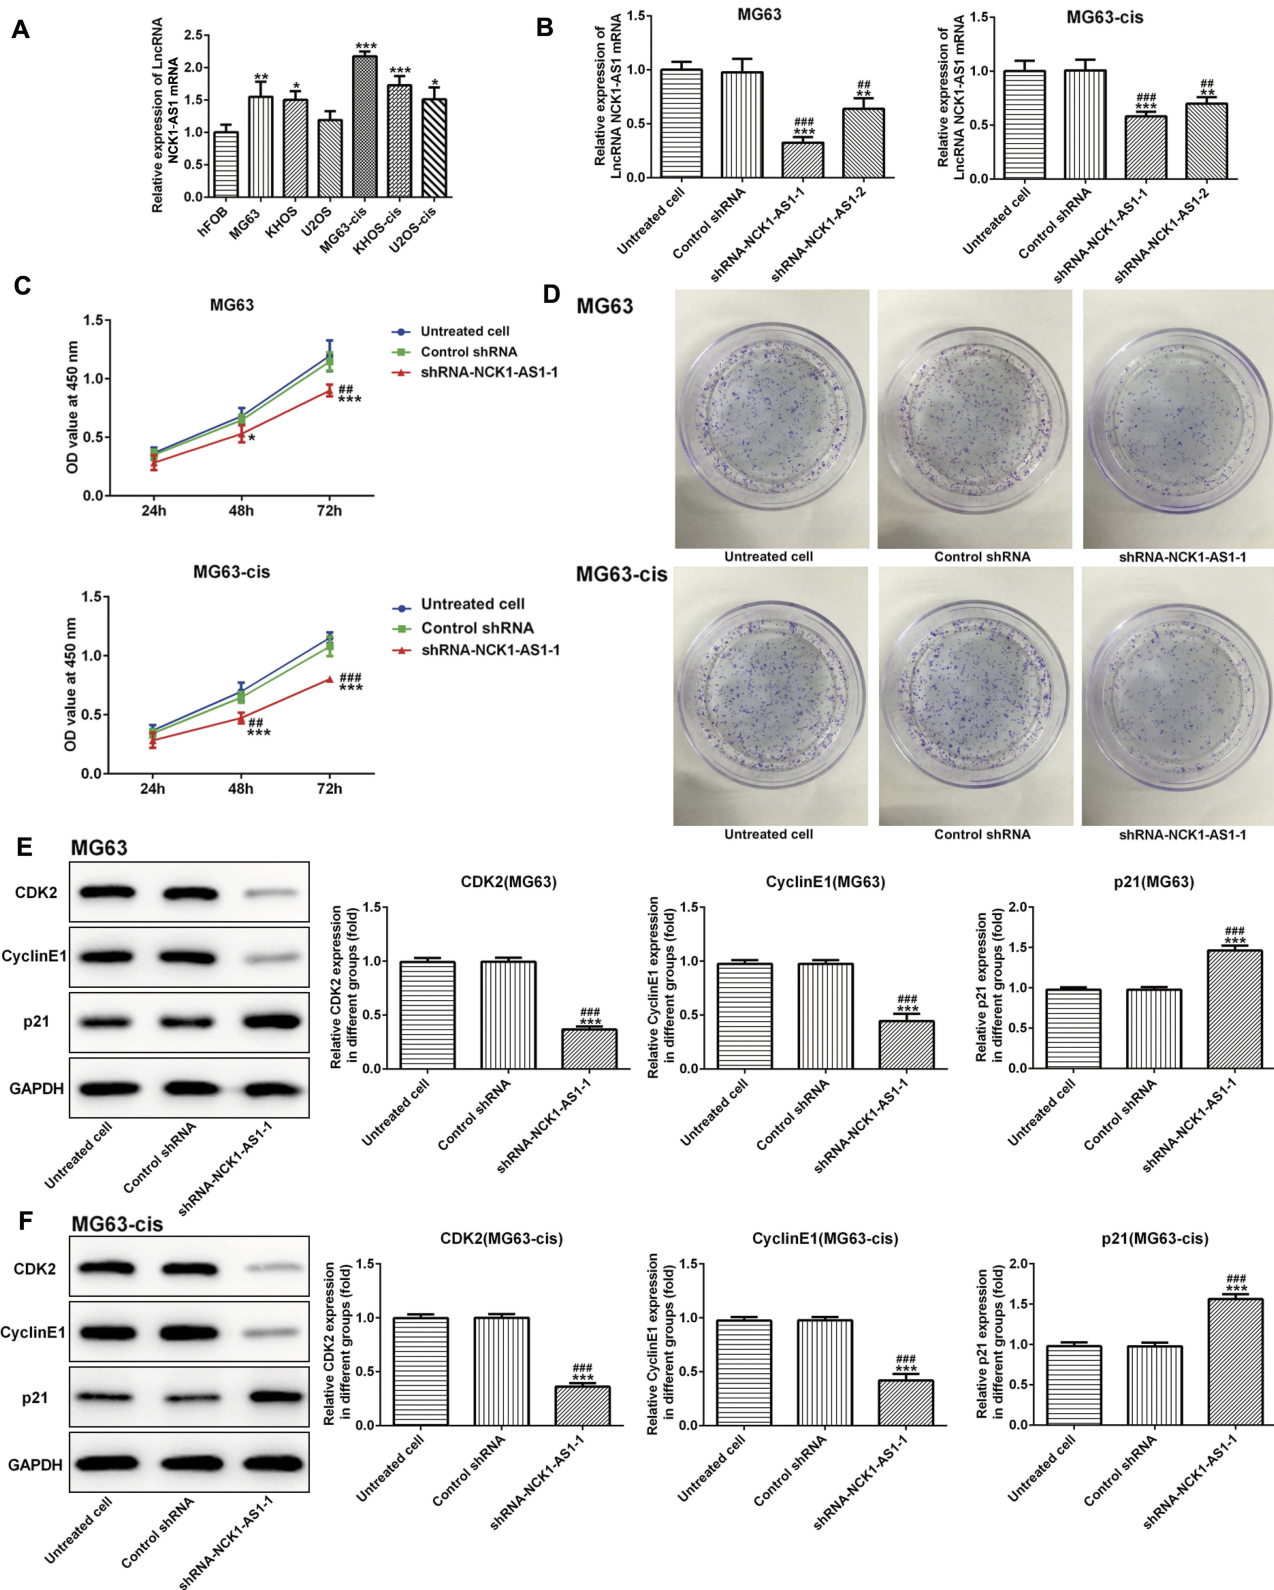 A
Relative expression of LncRNA
NCK1-AS1 mRNA
2.5
2.0
1.5
1.0
0.5
0.0
**
*
***
***
*
hFOB
MG63
KHOS
U2OS
MG63-cis
KHOS-cis
U2OS-cis
B
MG63
Relative expression of
LncRNA NCK1-AS1 mRNA
1.5
1.0
0.5
0.0
###
***
##
**
Untreated cell
Control shRNA
shRNA-NCK1-AS1-1
shRNA-NCK1-AS1-2
MG63-cis
Relative expression of
LncRNA NCK1-AS1 mRNA
1.5
1.0
0.5
0.0
###
***
##
**
Untreated cell
Control shRNA
shRNA-NCK1-AS1-1
shRNA-NCK1-AS1-2
C
MG63
OD value at 450 nm
1.5
1.0
0.5
0.0
24h
48h
72h
*
##
***
Untreated cell
Control shRNA
shRNA-NCK1-AS1-1
MG63-cis
OD value at 450 nm
1.5
1.0
0.5
0.0
24h
48h
72h
##
***
###
***
Untreated cell
Control shRNA
shRNA-NCK1-AS1-1
D
MG63
Untreated cell
Control shRNA
shRNA-NCK1-AS1-1
MG63-cis
Untreated cell
Control shRNA
shRNA-NCK1-AS1-1
E
MG63
CDK2
CyclinE1
p21
GAPDH
Untreated cell
Control shRNA
shRNA-NCK1-AS1-1
CDK2(MG63)
Relative CDK2 expression
in different groups (fold)
1.5
1.0
0.5
0.0
###
***
Untreated cell
Control shRNA
shRNA-NCK1-AS1-1
CyclinE1(MG63)
Relative CyclinE1 expression
in different groups (fold)
1.5
1.0
0.5
0.0
###
***
Untreated cell
Control shRNA
shRNA-NCK1-AS1-1
p21(MG63)
Relative p21 expression
in different groups (fold)
2.0
1.5
1.0
0.5
0.0
###
***
Untreated cell
Control shRNA
shRNA-NCK1-AS1-1
F
MG63-cis
CDK2
CyclinE1
p21
GAPDH
Untreated cell
Control shRNA
shRNA-NCK1-AS1-1
CDK2(MG63-cis)
Relative CDK2 expression
in different groups (fold)
1.5
1.0
0.5
0.0
###
***
Untreated cell
Control shRNA
shRNA-NCK1-AS1-1
CyclinE1(MG63-cis)
Relative CyclinE1 expression
in different groups (fold)
1.5
1.0
0.5
0.0
###
***
Untreated cell
Control shRNA
shRNA-NCK1-AS1-1
p21(MG63-cis)
Relative p21 expression
in different groups (fold)
2.0
1.5
1.0
0.5
0.0
###
***
Untreated cell
Control shRNA
shRNA-NCK1-AS1-1